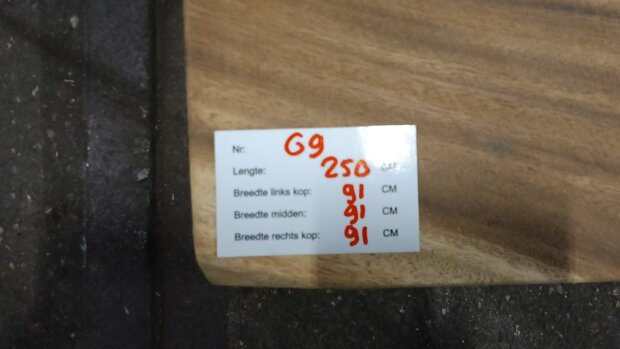 Nr: G9
Lengte: 250 CM
Breedte links kop: 91 CM
Breedte midden: 91 CM
Breedte rechts kop: 91 CM